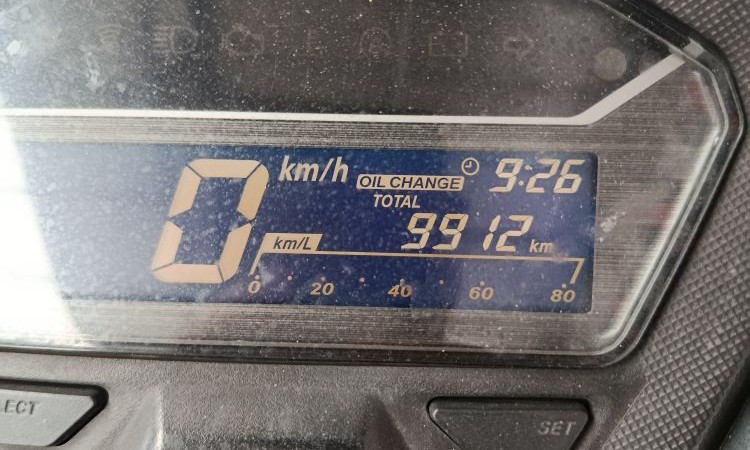 0 km/h OIL CHANGE 9:26
TOTAL
9912 km
km/L
0 20 40 60 80
ECT
SET